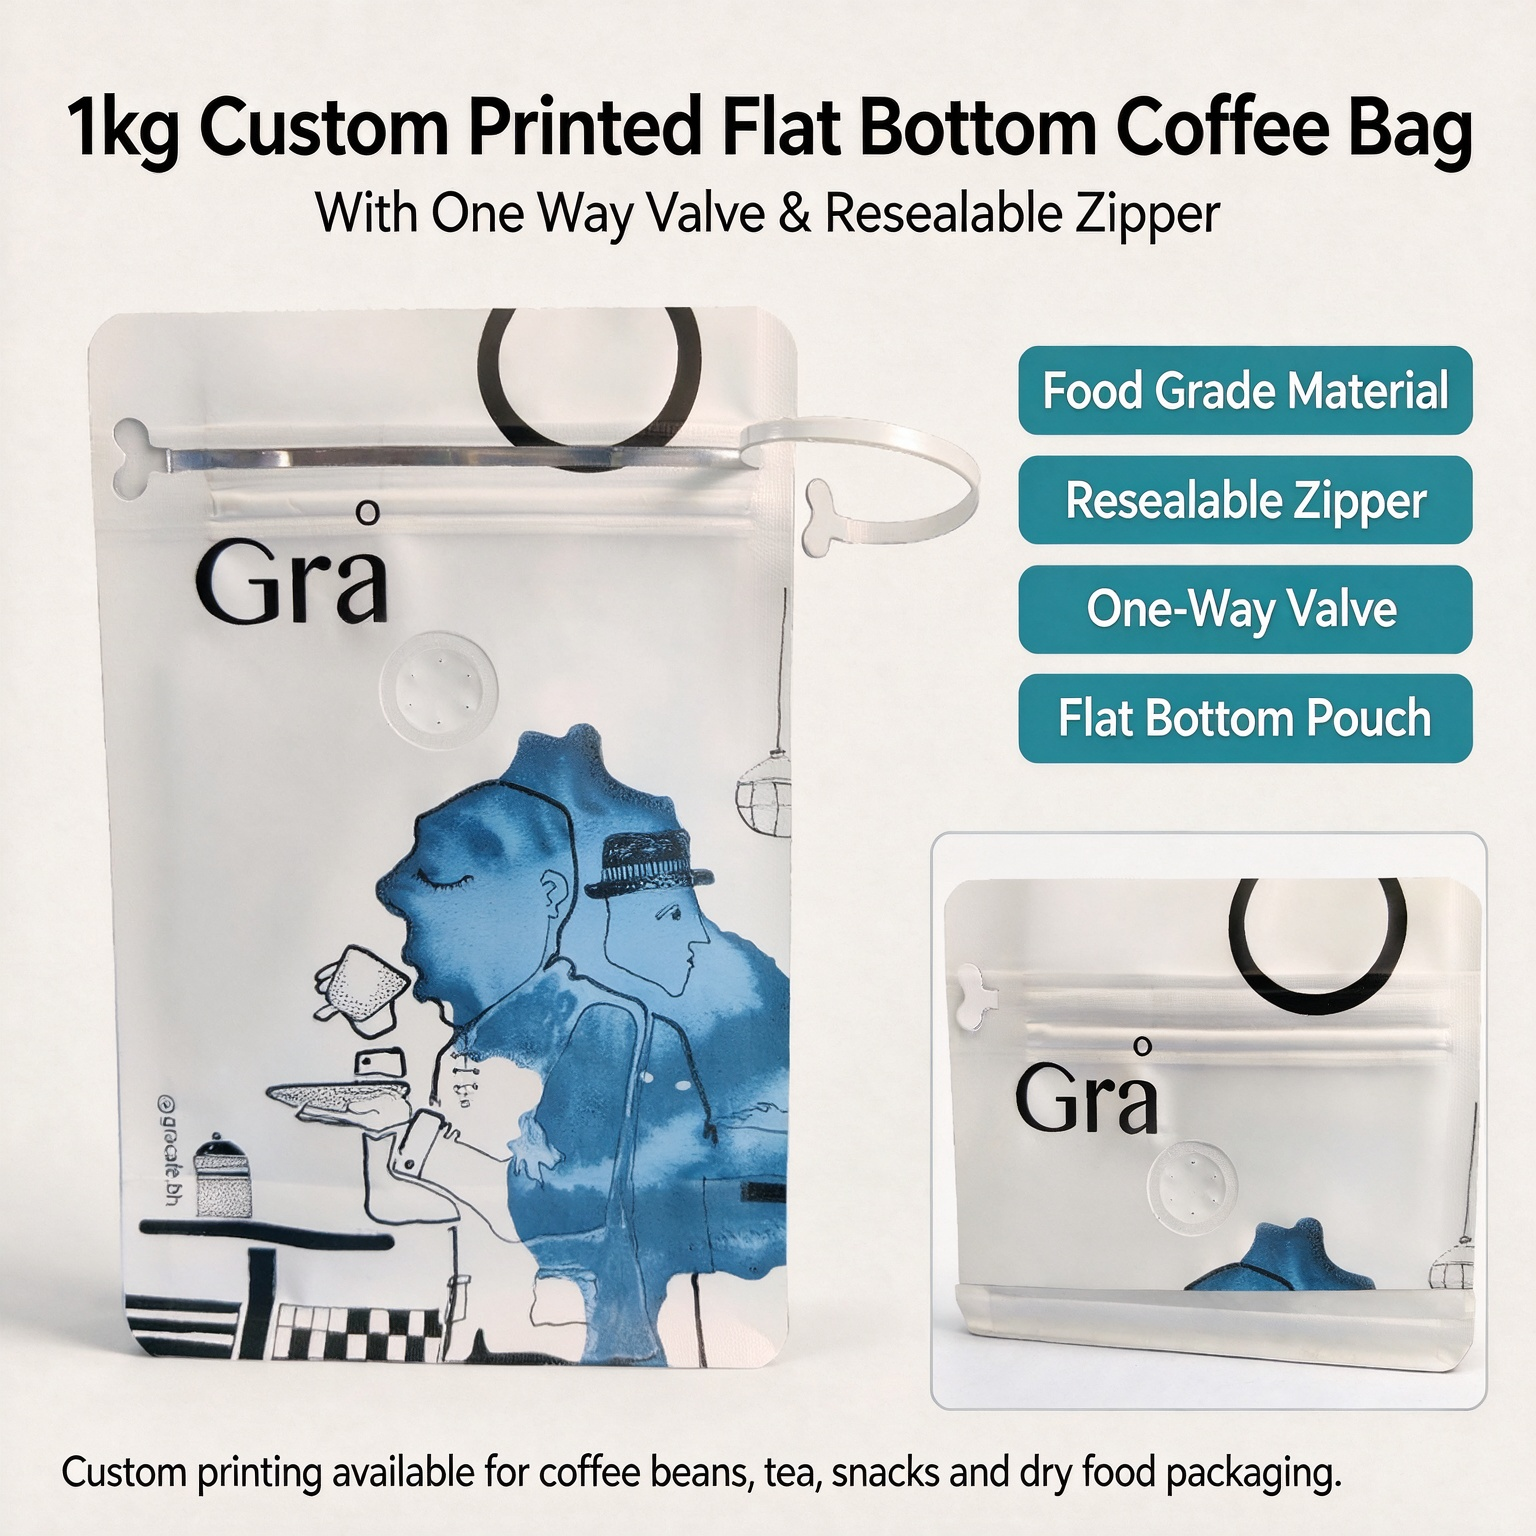 1kg Custom Printed Flat Bottom Coffee Bag
With One Way Valve & Resealable Zipper
Food Grade Material
Resealable Zipper
One-Way Valve
Flat Bottom Pouch
Grå
@gracafe.bh
Grå
Custom printing available for coffee beans, tea, snacks and dry food packaging.